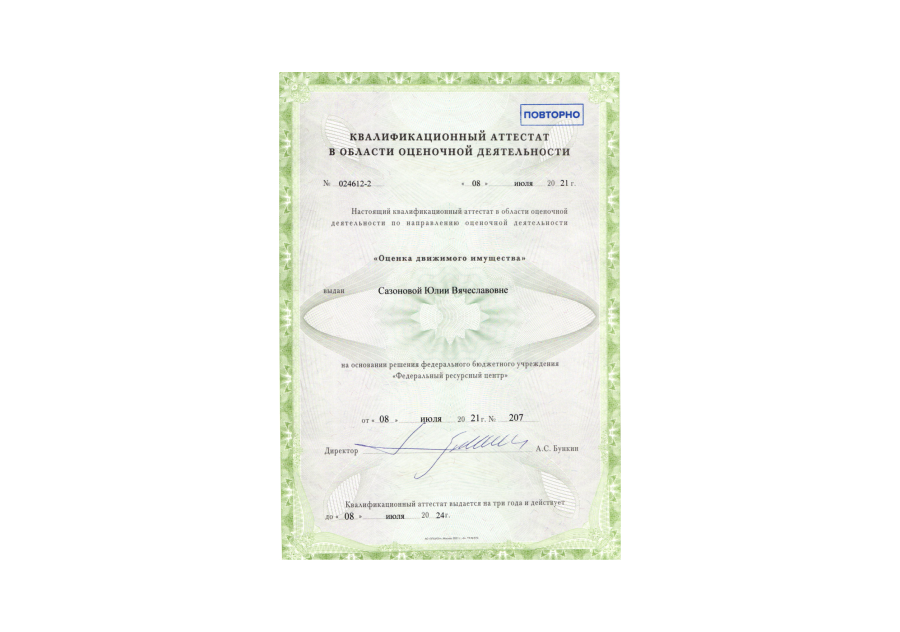 ПОВТОРНО
КВАЛИФИКАЦИОННЫЙ АТТЕСТАТ
В ОБЛАСТИ ОЦЕНОЧНОЙ ДЕЯТЕЛЬНОСТИ
№ 024612-2 « 08 » июля 20 21 г.
Настоящий квалификационный аттестат в области оценочной
деятельности по направлению оценочной деятельности
«Оценка движимого имущества»
выдан Сазоновой Юлии Вячеславовне
на основании решения федерального бюджетного учреждения
«Федеральный ресурсный центр»
от « 08 » июля 20 21 г. № 207
Директор А.С. Бункин
Квалификационный аттестат выдается на три года и действует
до « 08 » июля 20 24 г.